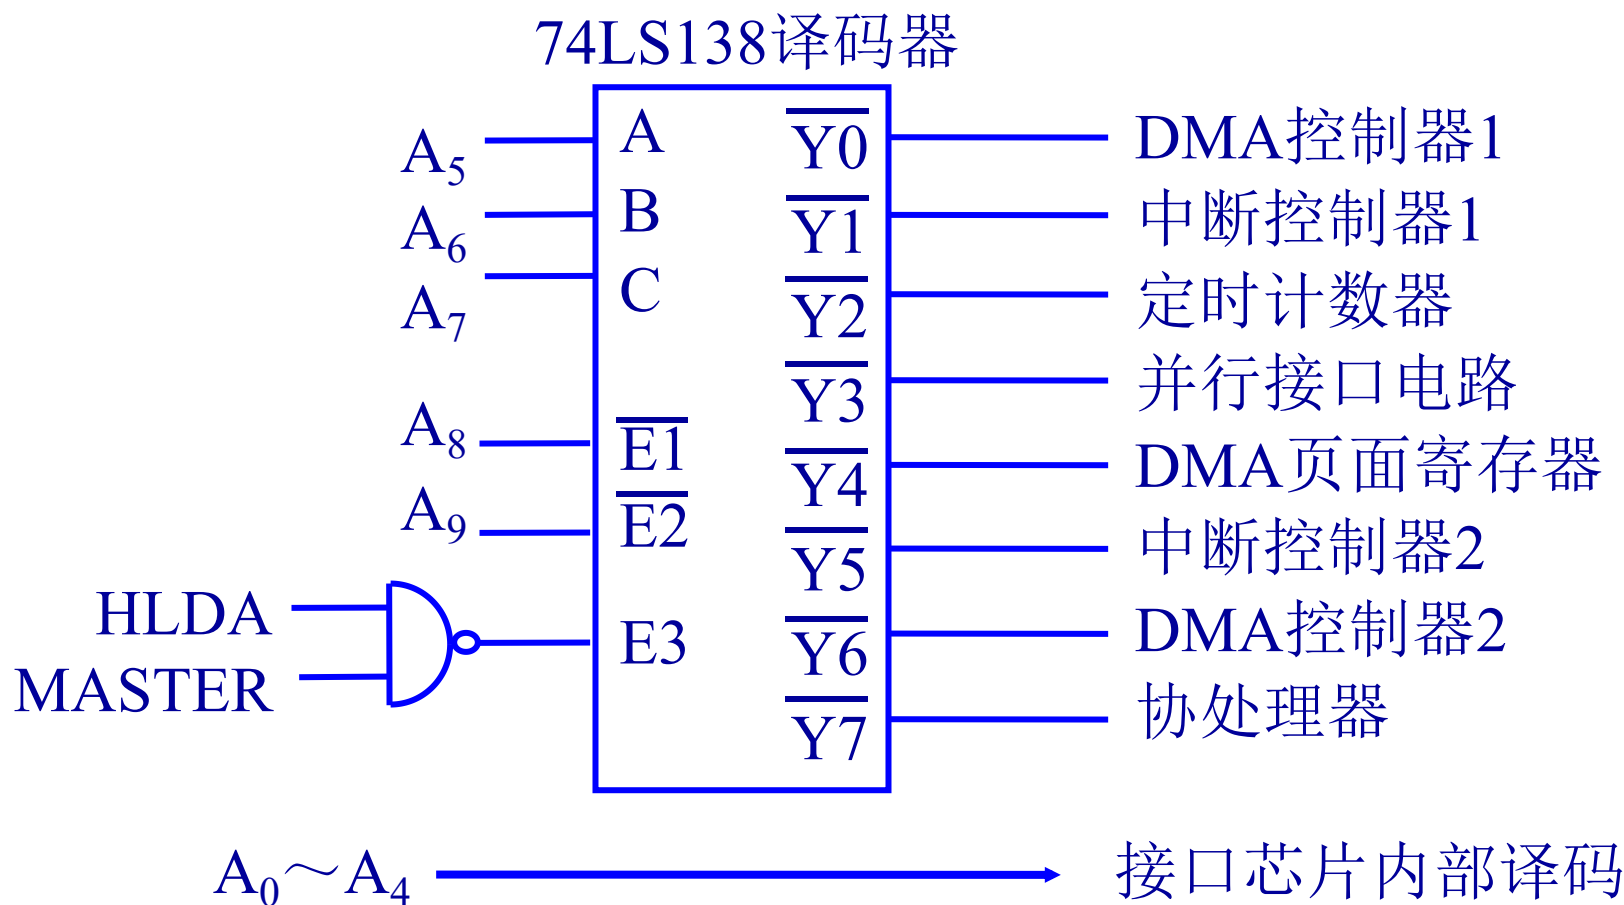 74LS138译码器
A5
A6
A7
A8
A9
HLDA
MASTER
A
B
C
E1
E2
E3
Y0
Y1
Y2
Y3
Y4
Y5
Y6
Y7
DMA控制器1
中断控制器1
定时计数器
并行接口电路
DMA页面寄存器
中断控制器2
DMA控制器2
协处理器
A0～A4
接口芯片内部译码